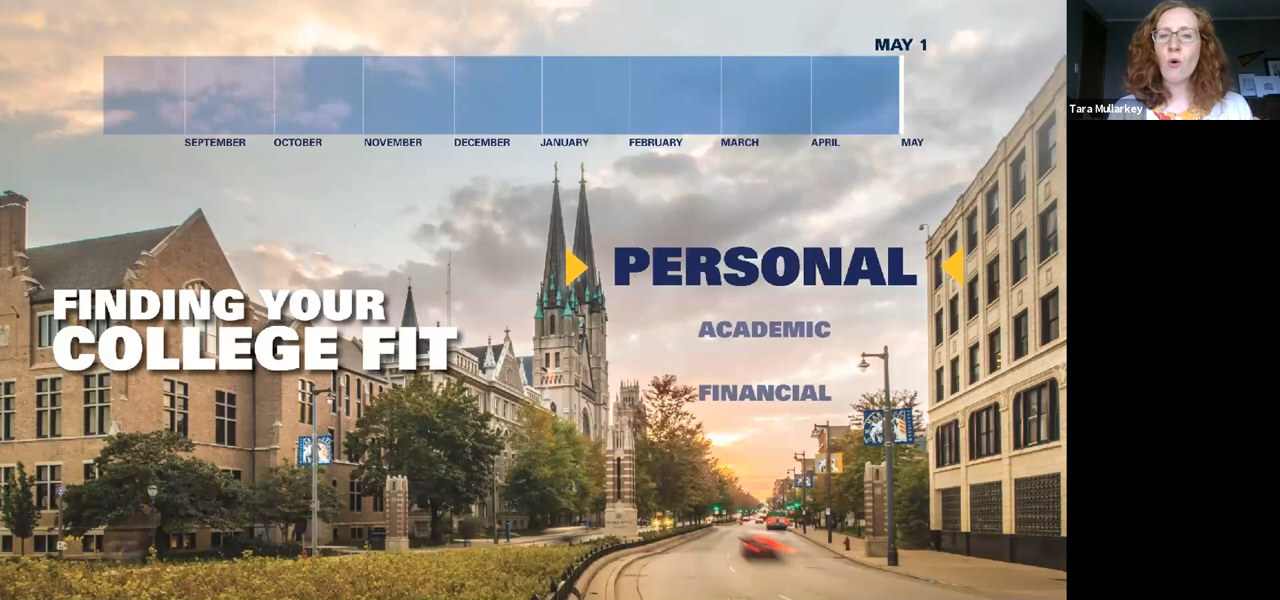 MAY 1
SEPTEMBER OCTOBER NOVEMBER DECEMBER JANUARY FEBRUARY MARCH APRIL MAY
Tara Mullarkey
PERSONAL
FINDING YOUR
COLLEGE FIT
ACADEMIC
FINANCIAL